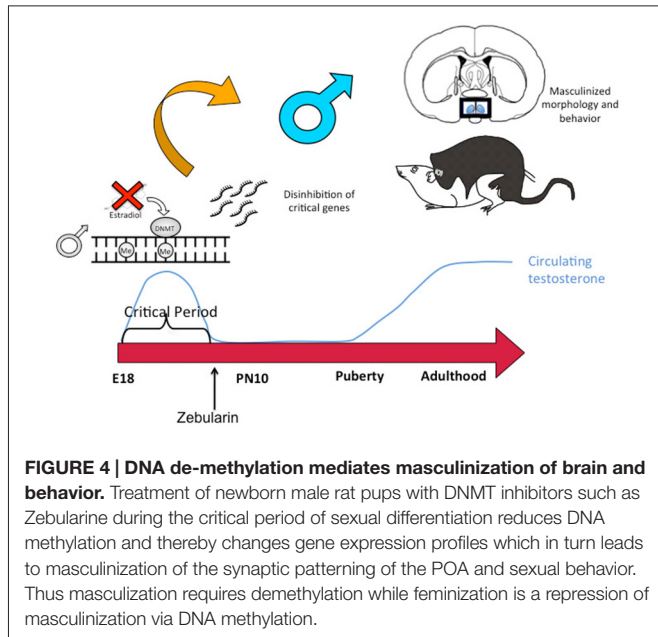 Masculinized
morphology and
behavior
Estradiol
DNMT
Disinhibition of
critical genes
Me
Me
Circulating
testosterone
Critical Period
E18
PN10
Puberty
Adulthood
Zebularin
FIGURE 4 | DNA de-methylation mediates masculinization of brain and
behavior. Treatment of newborn male rat pups with DNMT inhibitors such as
Zebularine during the critical period of sexual differentiation reduces DNA
methylation and thereby changes gene expression profiles which in turn leads
to masculinization of the synaptic patterning of the POA and sexual behavior.
Thus masculization requires demethylation while feminization is a repression of
masculinization via DNA methylation.